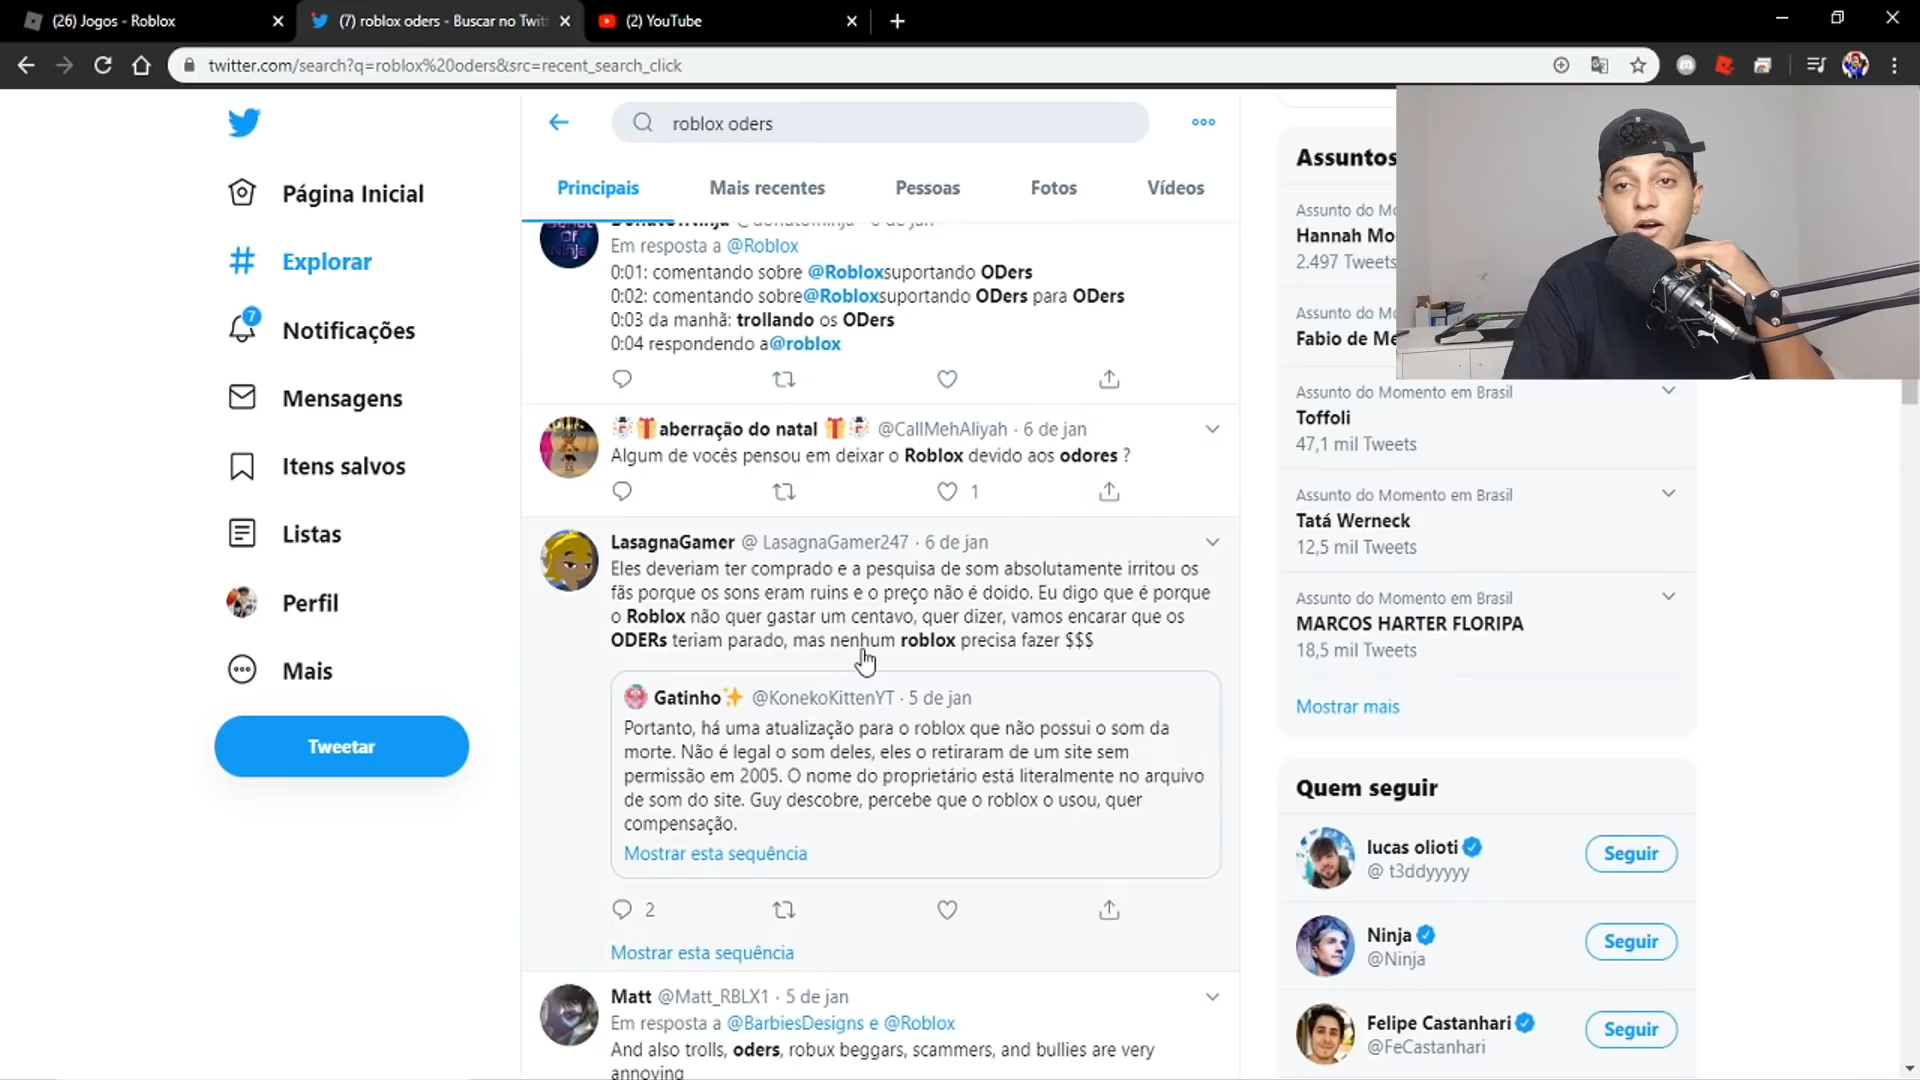 (26) Jogos - Roblox
(7) roblox oders - Buscar no Twit
(2) YouTube
twitter.com/search?q=roblox%20oders&src=recent_search_click
Página Inicial
Explorar
7
Notificações
Mensagens
Itens salvos
Listas
Perfil
Mais
Tweetar
roblox oders
Principais
Mais recentes
Pessoas
Fotos
Vídeos
Em resposta a @Roblox
0:01: comentando sobre @Robloxsuportando ODers
0:02: comentando sobre@Robloxsuportando ODers para ODers
0:03 da manhã: trollando os ODers
0:04 respondendo a@roblox
aberração do natal @CallMehAliyah · 6 de jan
Algum de vocês pensou em deixar o Roblox devido aos odores ?
1
LasagnaGamer @ LasagnaGamer247 · 6 de jan
Eles deveriam ter comprado e a pesquisa de som absolutamente irritou os
fãs porque os sons eram ruins e o preço não é doido. Eu digo que é porque
o Roblox não quer gastar um centavo, quer dizer, vamos encarar que os
ODERs teriam parado, mas nenhum roblox precisa fazer $$$
Gatinho @KonekoKittenYT · 5 de jan
Portanto, há uma atualização para o roblox que não possui o som da
morte. Não é legal o som deles, eles o retiraram de um site sem
permissão em 2005. O nome do proprietário está literalmente no arquivo
de som do site. Guy descobre, percebe que o roblox o usou, quer
compensação.
Mostrar esta sequência
2
Mostrar esta sequência
Matt @Matt_RBLX1 · 5 de jan
Em resposta a @BarbiesDesigns e @Roblox
And also trolls, oders, robux beggars, scammers, and bullies are very
annoying
Assuntos
Assunto do Mo
Hannah Mo
2.497 Tweets
Assunto do Mo
Fabio de Me
Assunto do Momento em Brasil
Toffoli
47,1 mil Tweets
Assunto do Momento em Brasil
Tatá Werneck
12,5 mil Tweets
Assunto do Momento em Brasil
MARCOS HARTER FLORIPA
18,5 mil Tweets
Mostrar mais
Quem seguir
lucas olioti
@ t3ddyyyyy
Seguir
Ninja
@Ninja
Seguir
Felipe Castanhari
@FeCastanhari
Seguir